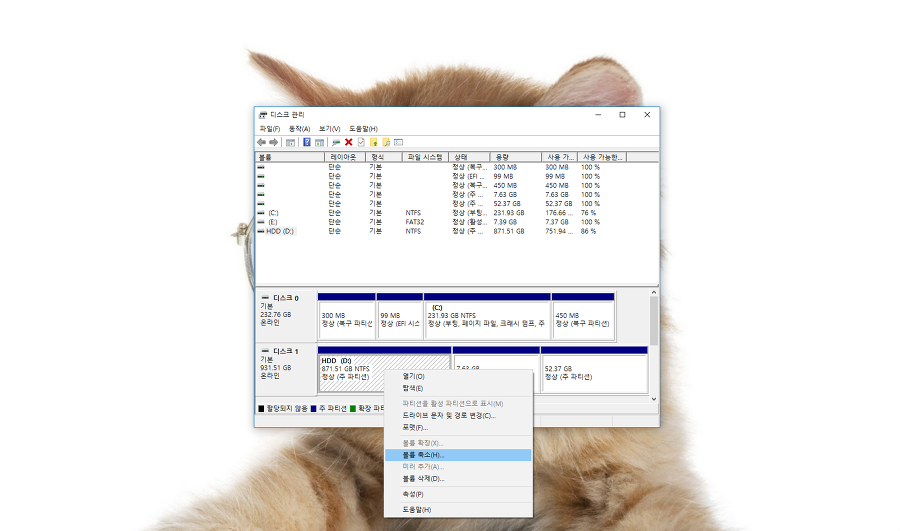 디스크 관리
파일(F) 동작(A) 보기(V) 도움말(H)
볼륨 레이아웃 형식 파일 시스템 상태 용량 사용 가... 사용 가능한...
단순 기본 정상 (복구... 300 MB 300 MB 100 %
단순 기본 정상 (EFI ... 99 MB 99 MB 100 %
단순 기본 정상 (복구... 450 MB 450 MB 100 %
단순 기본 정상 (주 ... 7.63 GB 7.63 GB 100 %
단순 기본 정상 (주 ... 52.37 GB 52.37 GB 100 %
(C:) 단순 기본 NTFS 정상 (부팅... 231.93 GB 176.66 ... 76 %
(E:) 단순 기본 FAT32 정상 (활성... 7.39 GB 7.37 GB 100 %
HDD (D:) 단순 기본 NTFS 정상 (주 ... 871.51 GB 751.94 ... 86 %
디스크 0
기본
232.76 GB
온라인
300 MB
정상 (복구 파티션
99 MB
정상 (EFI 시스
(C:)
231.93 GB NTFS
정상 (부팅, 페이지 파일, 크래시 덤프, 주
450 MB
정상 (복구 파티션)
디스크 1
기본
931.51 GB
온라인
HDD (D:)
871.51 GB NTFS
정상 (주 파티션)
7.63 GB
52.37 GB
정상 (주 파티션)
할당되지 않음 주 파티션 확장 파티
열기(O)
탐색(E)
파티션을 활성 파티션으로 표시(M)
드라이브 문자 및 경로 변경(C)...
포맷(F)...
볼륨 확장(X)...
볼륨 축소(H)...
미러 추가(A)...
볼륨 삭제(D)...
속성(P)
도움말(H)